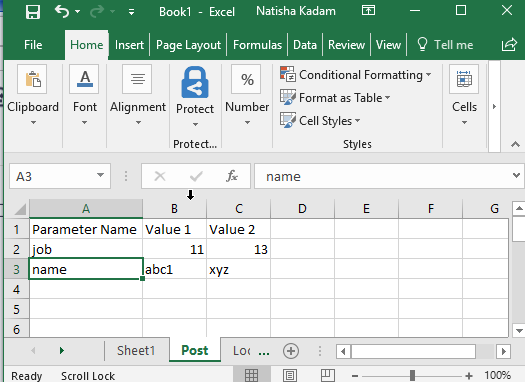 Book1 - Excel Natisha Kadam
File Home Insert Page Layout Formulas Data Review View Tell me
Conditional Formatting
Format as Table
Cell Styles
Clipboard Font Alignment Protect Number Cells
Protect... Styles
A3 fx name
A B C D E F G
1 Parameter Name Value 1 Value 2
2 job 11 13
3 name abc1 xyz
4
5
6
Sheet1 Post Loc ...
Ready Scroll Lock 100%